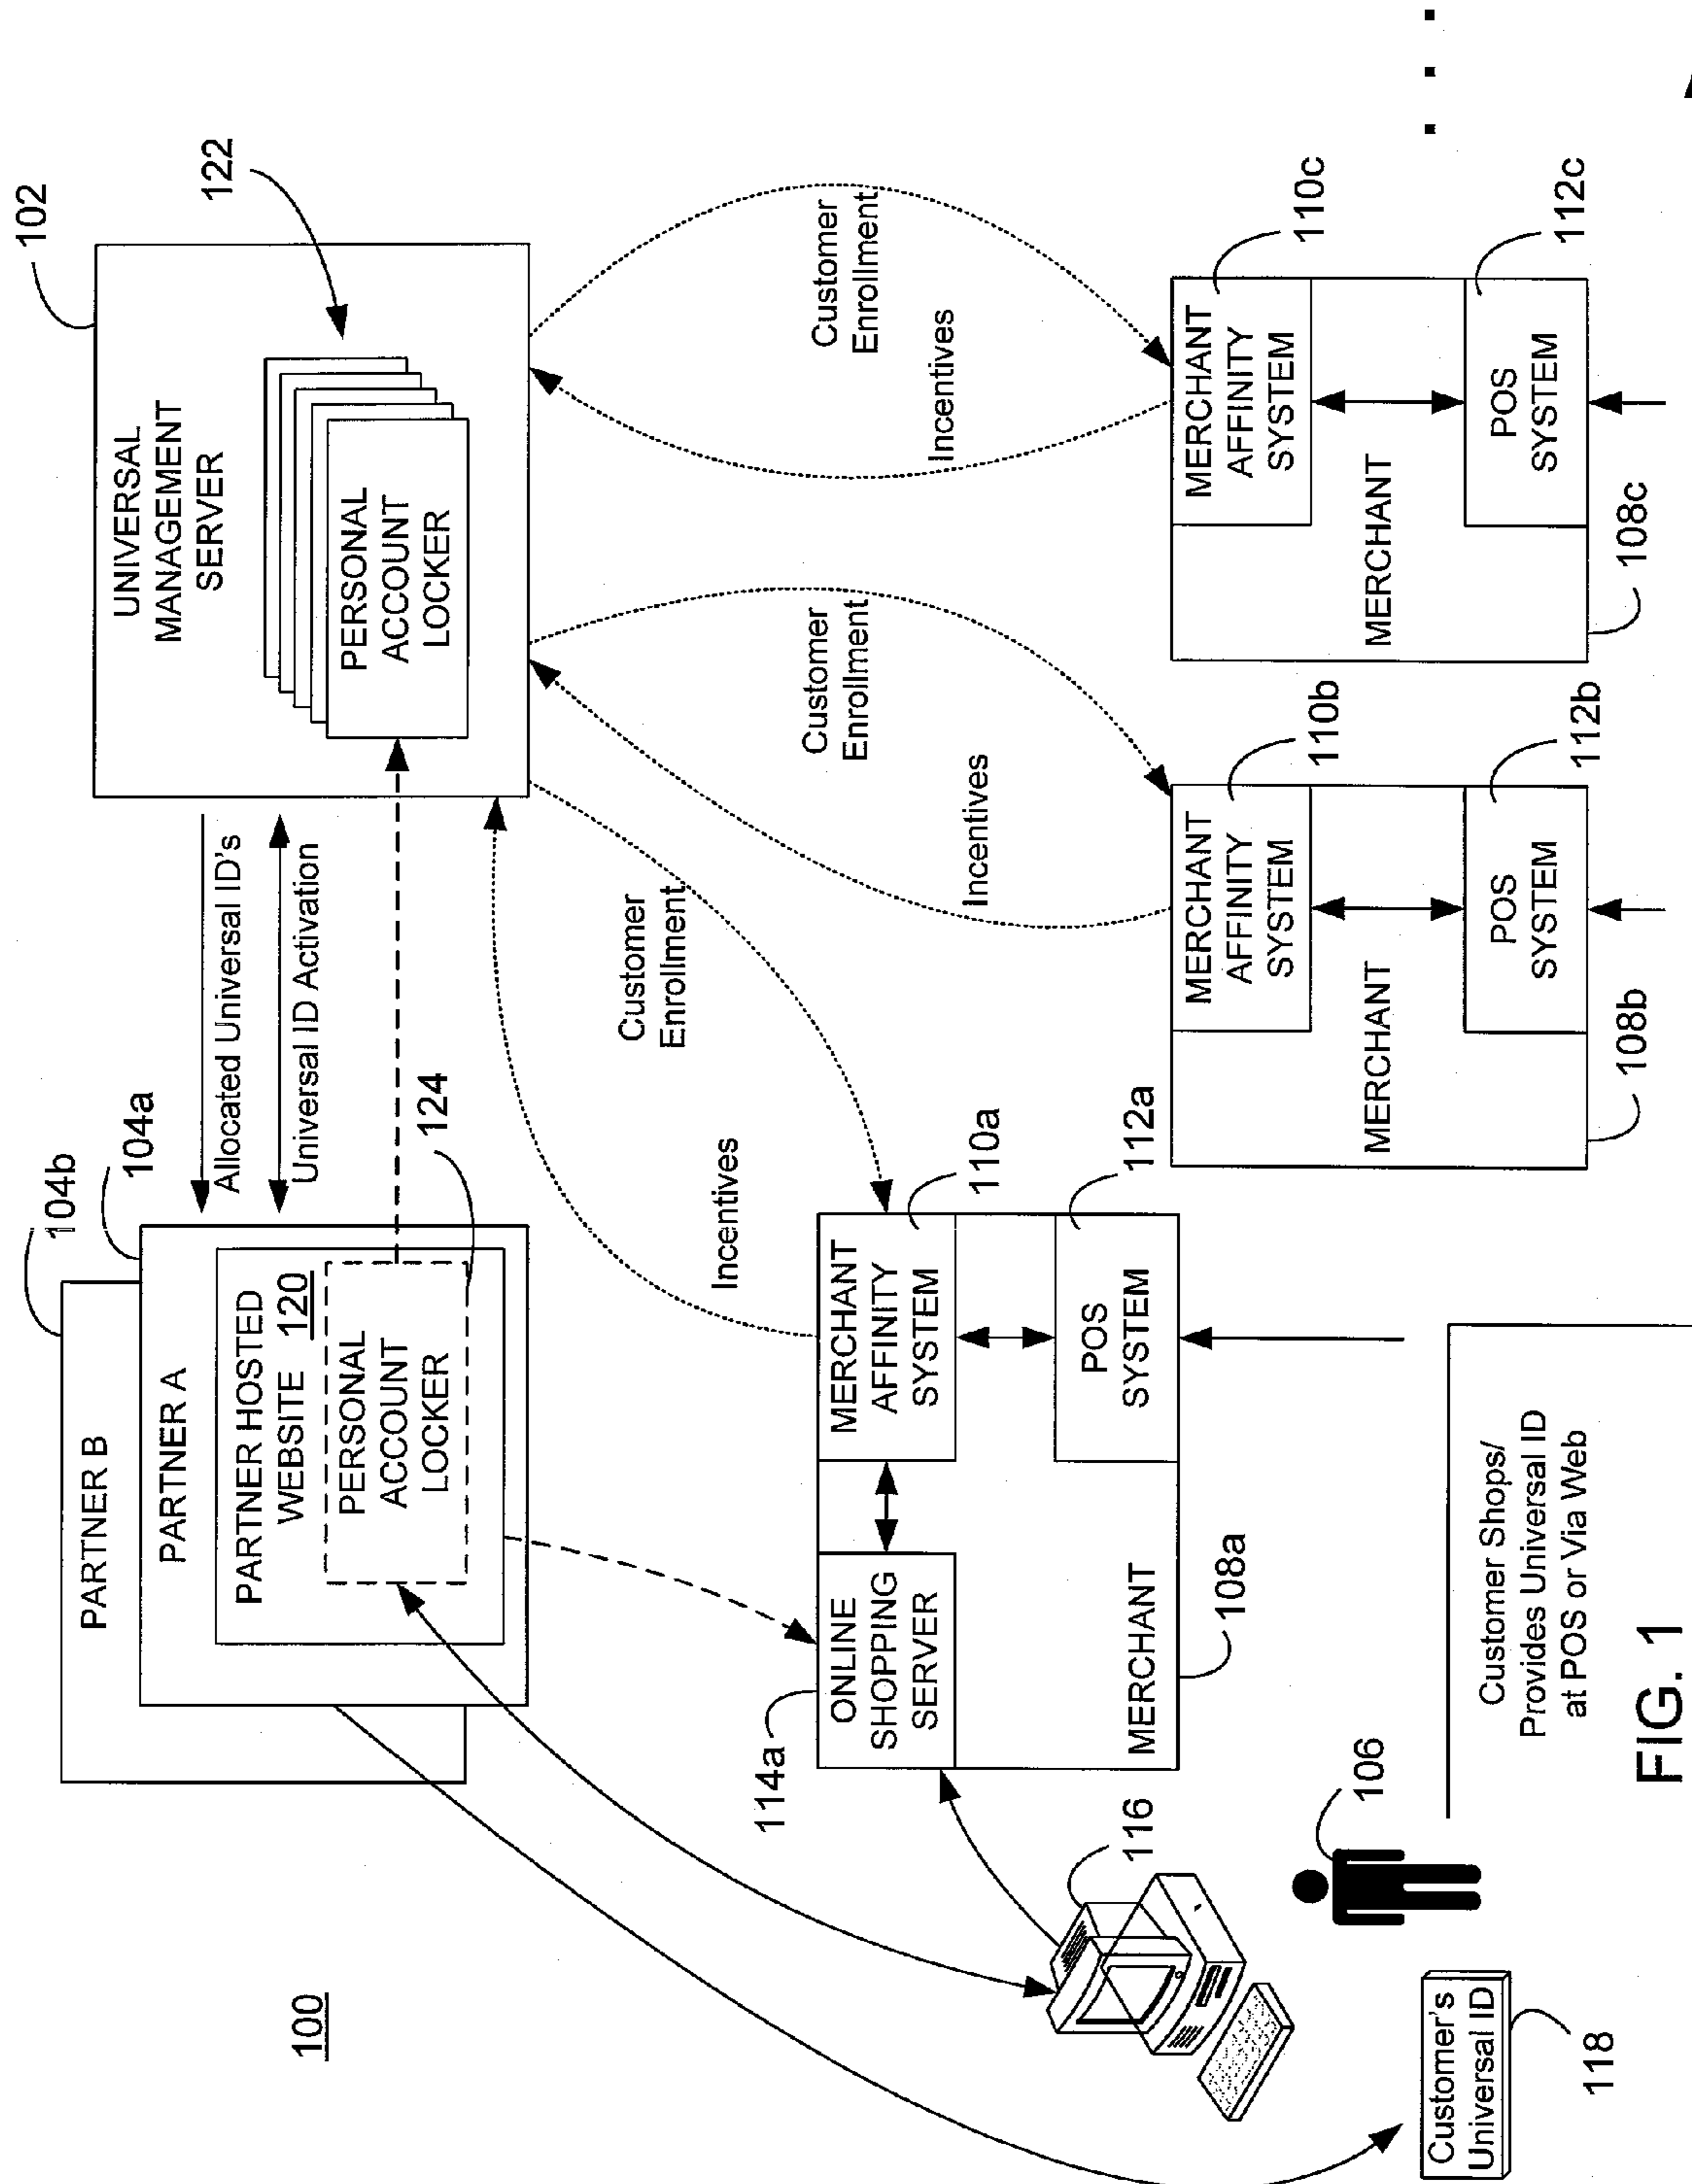 100
PARTNER B
104b
PARTNER A
104a
PARTNER HOSTED
WEBSITE 120
PERSONAL
ACCOUNT
LOCKER
124
Allocated Universal ID's
Universal ID Activation
102
UNIVERSAL
MANAGEMENT
SERVER
122
PERSONAL
ACCOUNT
LOCKER
Incentives
Customer
Enrollment
Incentives
Customer
Enrollment
Incentives
Customer
Enrollment
114a
ONLINE
SHOPPING
SERVER
MERCHANT
AFFINITY
SYSTEM
110a
POS
SYSTEM
112a
MERCHANT
108a
MERCHANT
AFFINITY
SYSTEM
110b
POS
SYSTEM
112b
MERCHANT
108b
MERCHANT
AFFINITY
SYSTEM
110c
POS
SYSTEM
112c
MERCHANT
108c
116
106
Customer's
Universal ID
118
Customer Shops/
Provides Universal ID
at POS or Via Web
FIG. 1